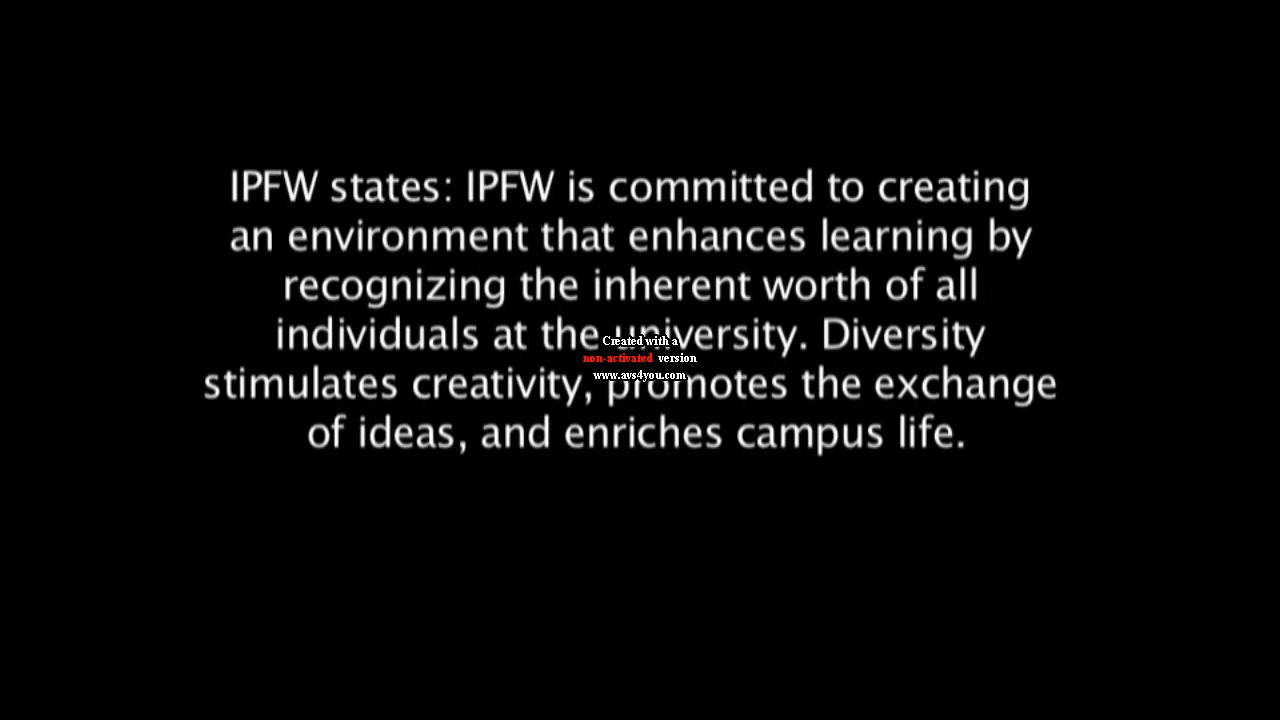 IPFW states: IPFW is committed to creating
an environment that enhances learning by
recognizing the inherent worth of all
individuals at the university. Diversity
stimulates creativity, promotes the exchange
of ideas, and enriches campus life.
Created with a
non-activated version
www.avs4you.com